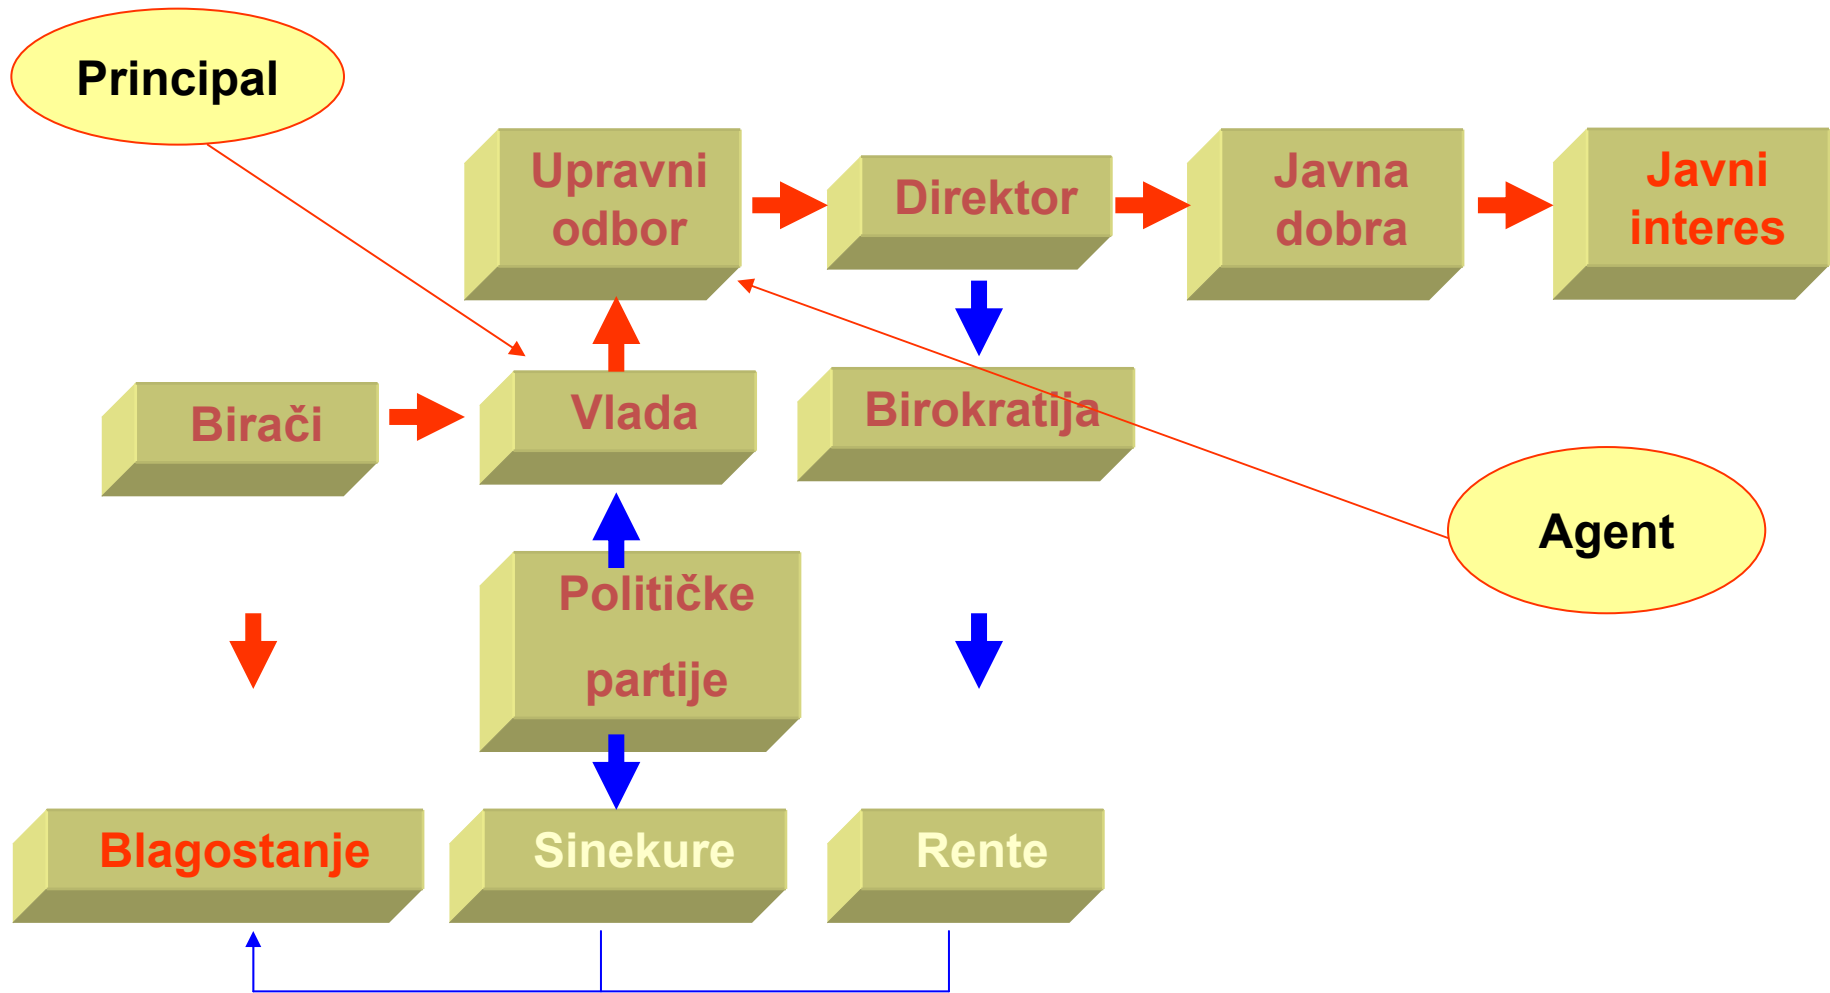 Principal
Upravni
odbor
Direktor
Javna
dobra
Javni
interes
Birači
Vlada
Birokratija
Agent
Političke
partije
Blagostanje
Sinekure
Rente